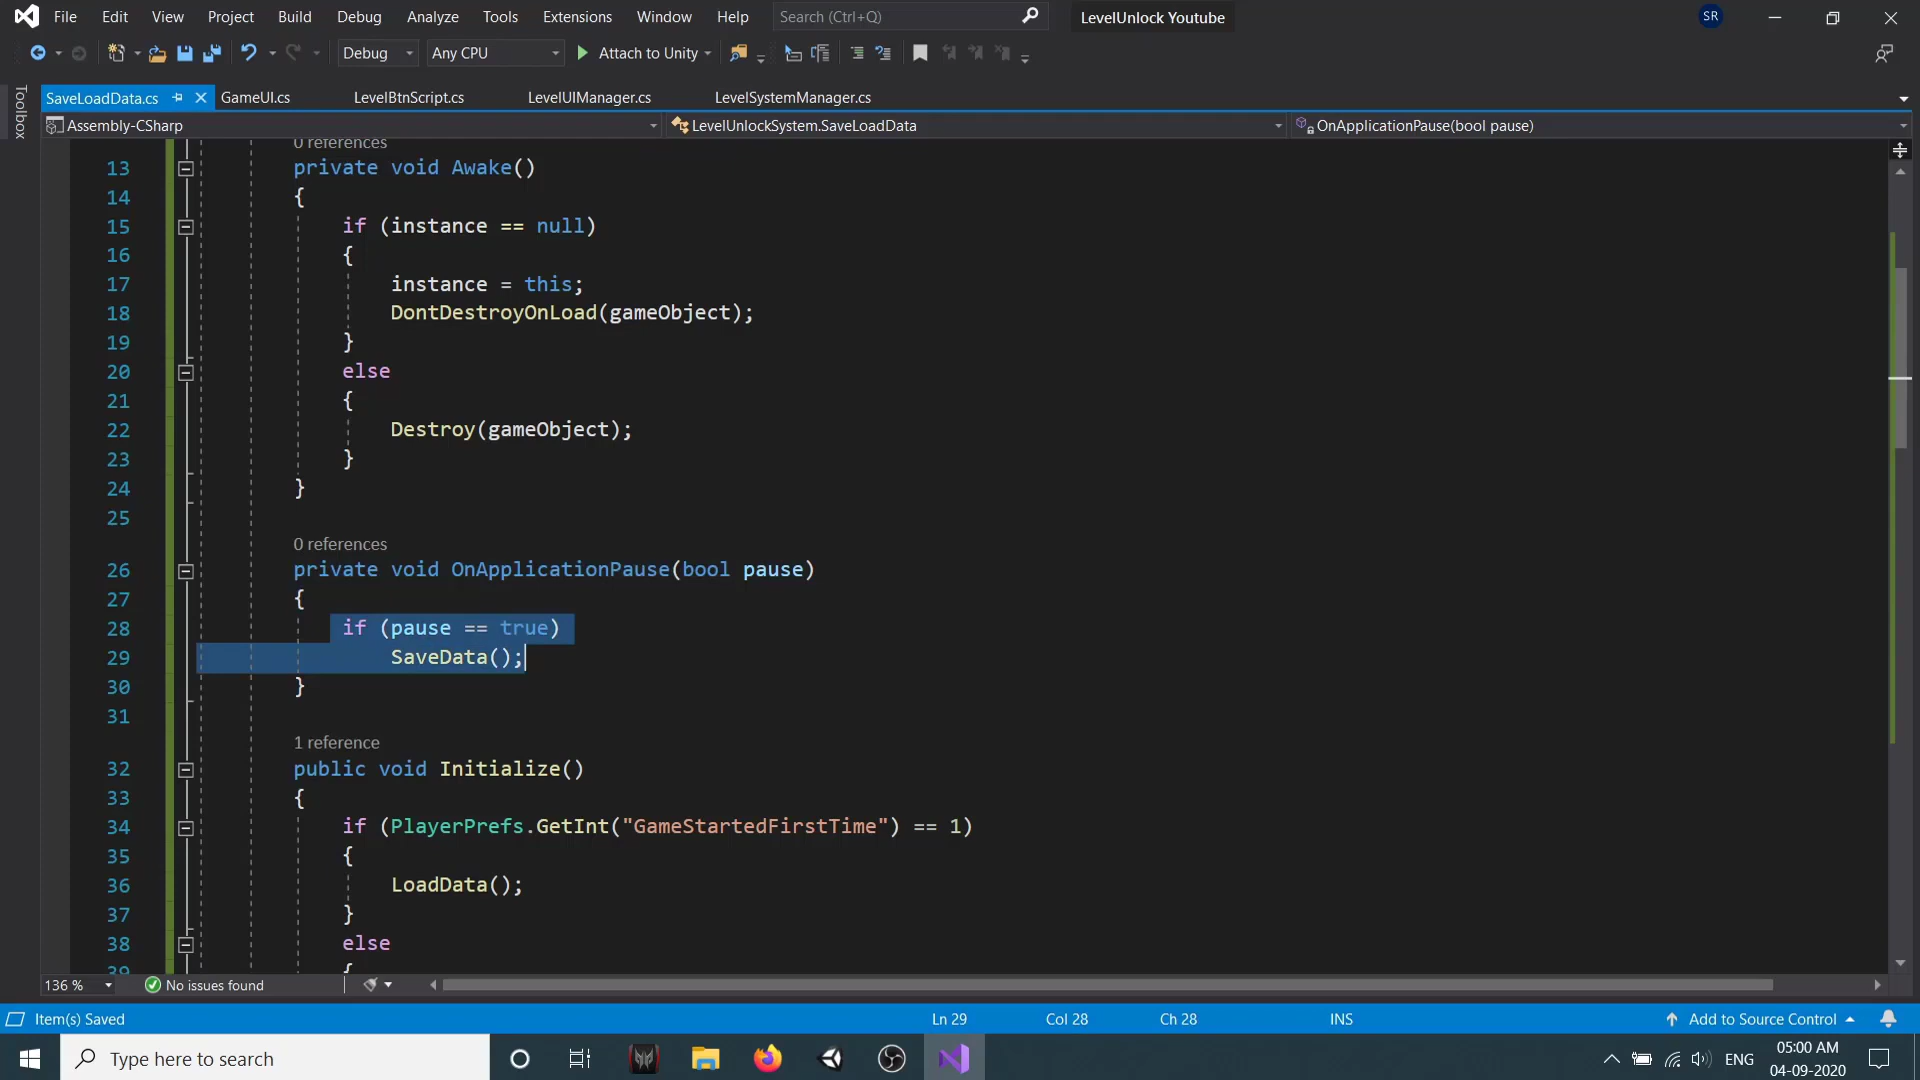 File Edit View Project Build Debug Analyze Tools Extensions Window Help Search (Ctrl+Q) LevelUnlock Youtube SR
Debug Any CPU Attach to Unity
Toolbox
SaveLoadData.cs GameUI.cs LevelBtnScript.cs LevelUIManager.cs LevelSystemManager.cs
Assembly-CSharp LevelUnlockSystem.SaveLoadData OnApplicationPause(bool pause)
0 references
13 private void Awake()
14 {
15 if (instance == null)
16 {
17 instance = this;
18 DontDestroyOnLoad(gameObject);
19 }
20 else
21 {
22 Destroy(gameObject);
23 }
24 }
25
0 references
26 private void OnApplicationPause(bool pause)
27 {
28 if (pause == true)
29 SaveData();
30 }
31
1 reference
32 public void Initialize()
33 {
34 if (PlayerPrefs.GetInt("GameStartedFirstTime") == 1)
35 {
36 LoadData();
37 }
38 else
39 {
136 % No issues found
Item(s) Saved Ln 29 Col 28 Ch 28 INS Add to Source Control
Type here to search ENG 05:00 AM
04-09-2020